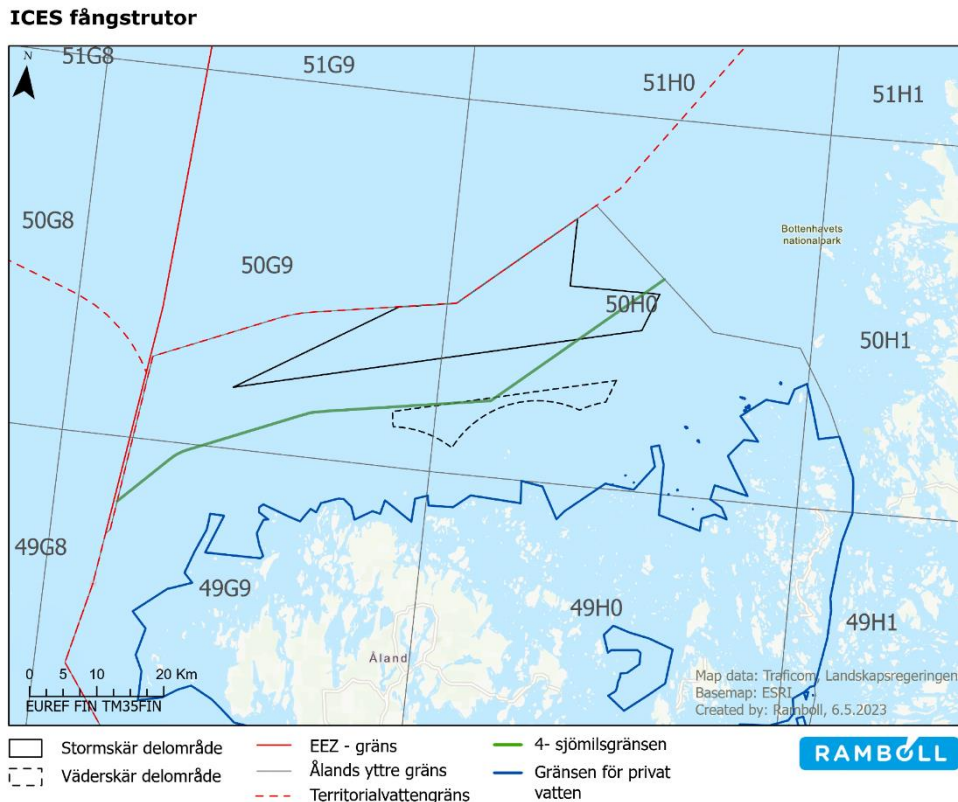 ICES fångstrutor
N
51G8
51G9
51H0
51H1
50G8
Bottenhavets
nationalpark
50G9
50H0
50H1
49G8
49G9
49H0
49H1
Åland
0 5 10 20 Km
EUREF FIN TM35FIN
Map data: Traficom, Landskapsregeringen
Basemap: ESRI
Created by: Ramboll, 6.5.2023
Stormskär delområde
Väderskär delområde
EEZ - gräns
Ålands yttre gräns
Territorialvattengräns
4- sjömilsgränsen
Gränsen för privat
vatten
RAMBOLL